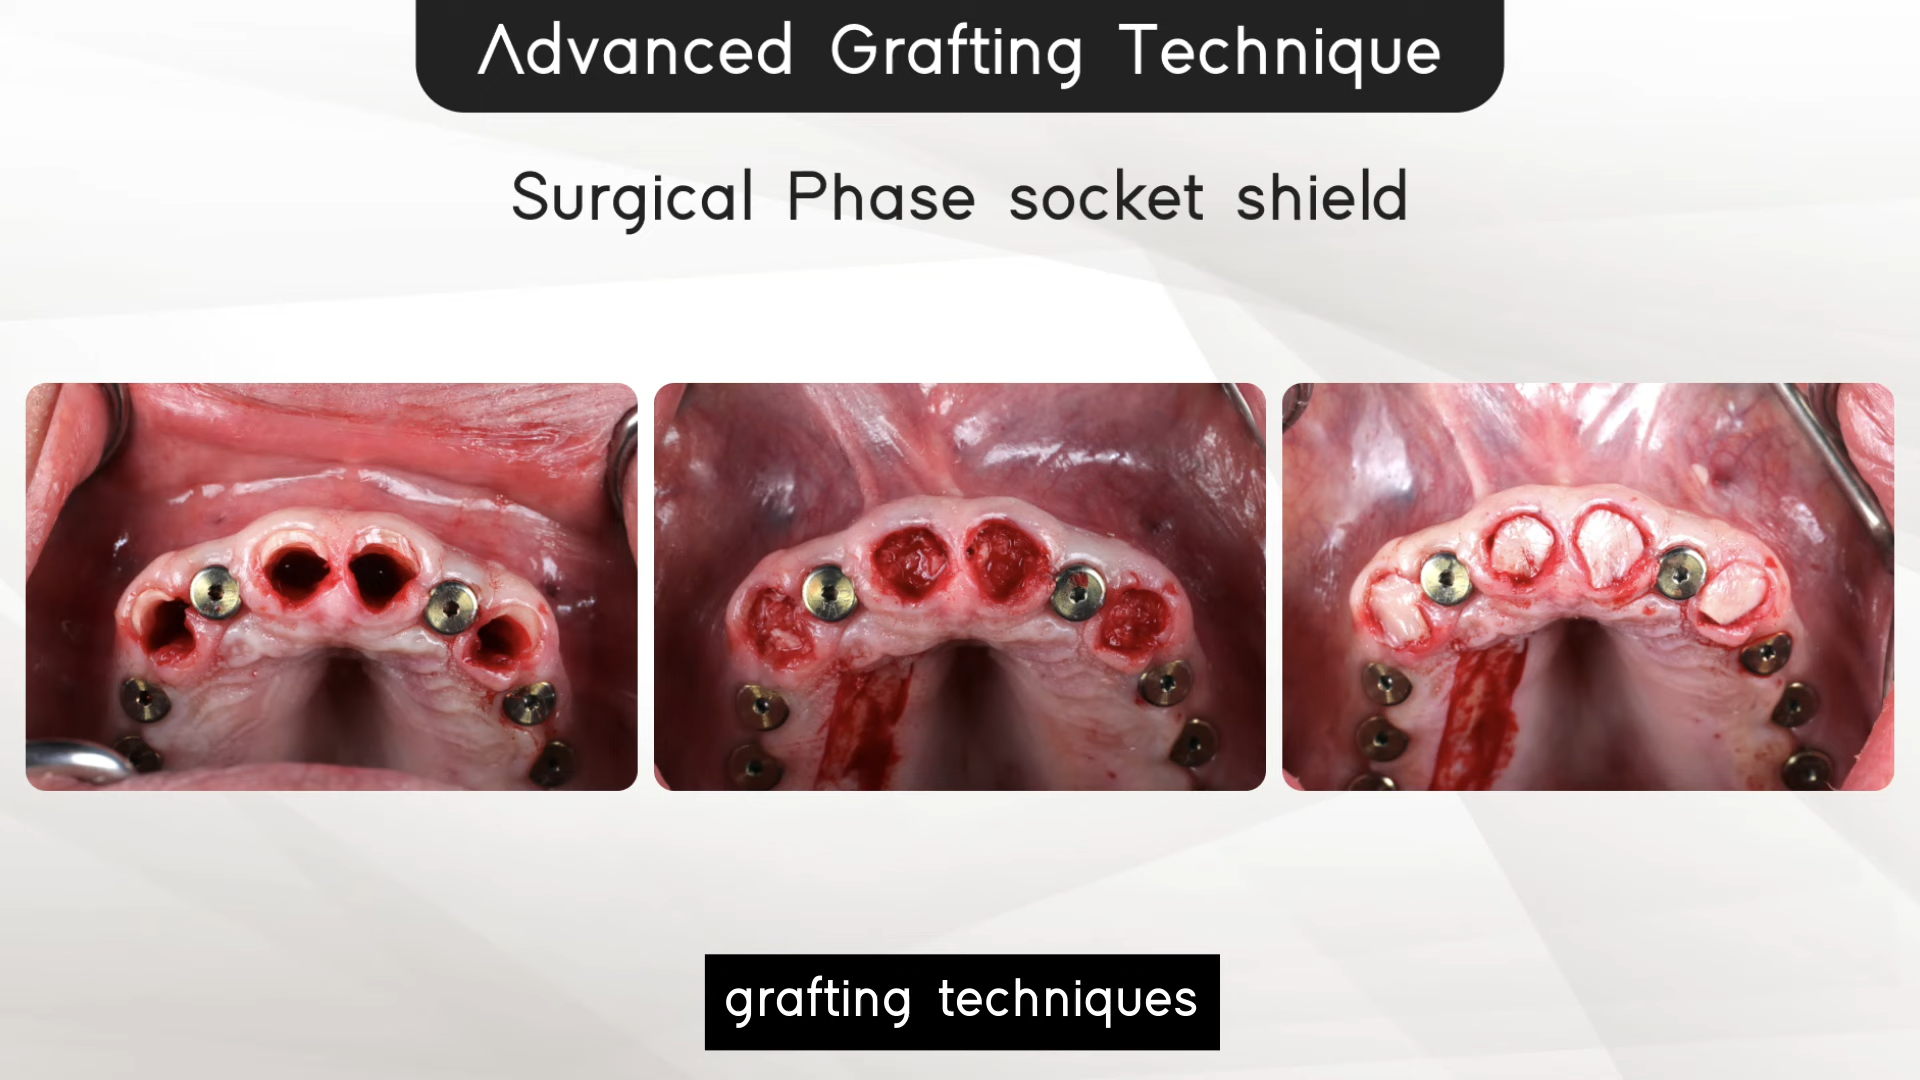 Advanced Grafting Technique
Surgical Phase socket shield
grafting techniques